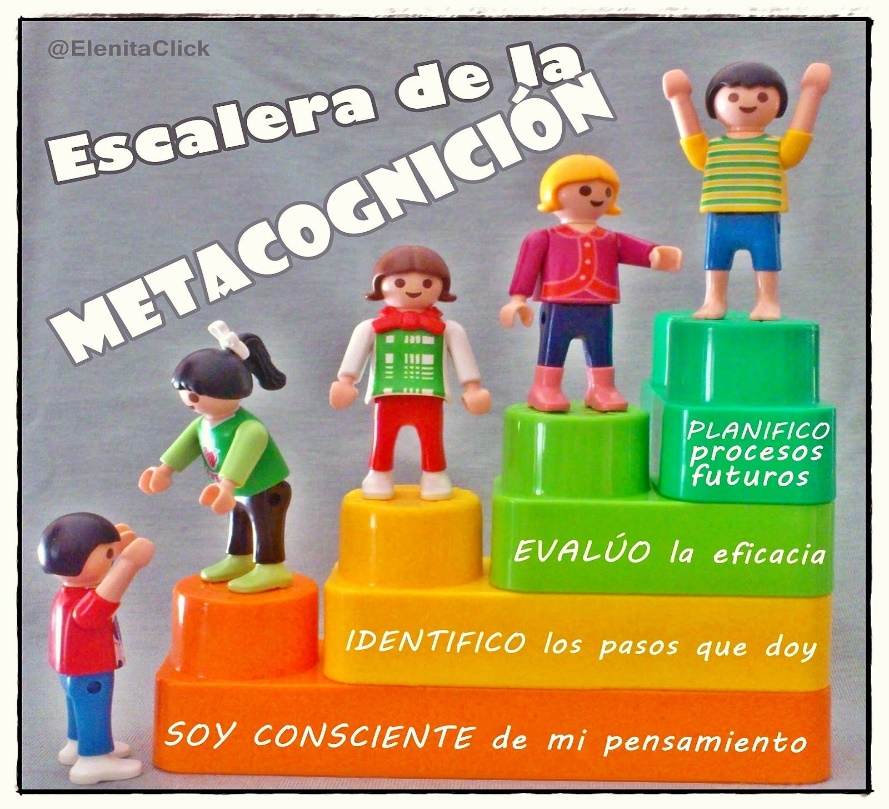 @ElenitaClick
Escalera de la
METACOGNICIÓN
PLANIFICO
procesos
futuros
EVALÚO la eficacia
IDENTIFICO los pasos que doy
SOY CONSCIENTE de mi pensamiento